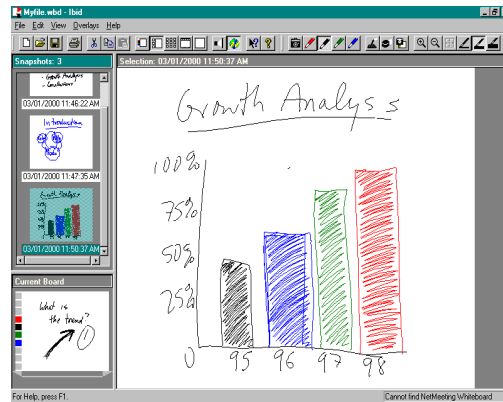 Myfile.wbd - Ibid
File Edit View Overlays Help
Snapshots: 3
Selection: 03/01/2000 11:50:37 AM
- Growth Analysis
- Conclusions
03/01/2000 11:46:22 AM
Introduction
03/01/2000 11:47:35 AM
Growth Analysis
03/01/2000 11:50:37 AM
Current Board
What is
the trend?
Growth Analysis
100%
75%
50%
25%
0
95 96 97 98
For Help, press F1.
Cannot find NetMeeting Whiteboard